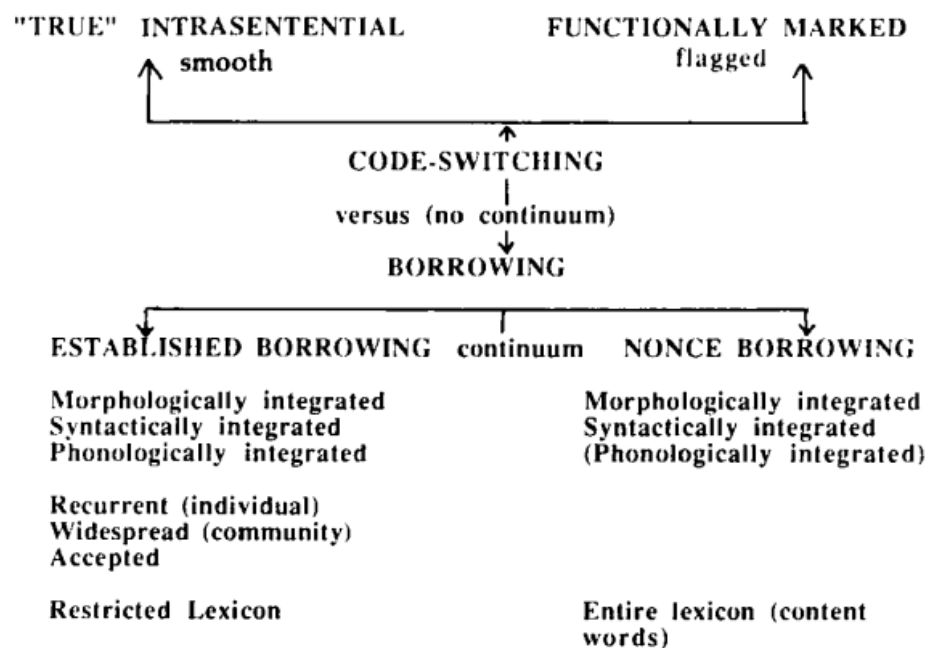 "TRUE" INTRASENTENTIAL FUNCTIONALLY MARKED
smooth flagged
CODE-SWITCHING
versus (no continuum)
BORROWING
ESTABLISHED BORROWING continuum NONCE BORROWING
Morphologically integrated Morphologically integrated
Syntactically integrated Syntactically integrated
Phonologically integrated (Phonologically integrated)
Recurrent (individual)
Widespread (community)
Accepted
Restricted Lexicon Entire lexicon (content
words)